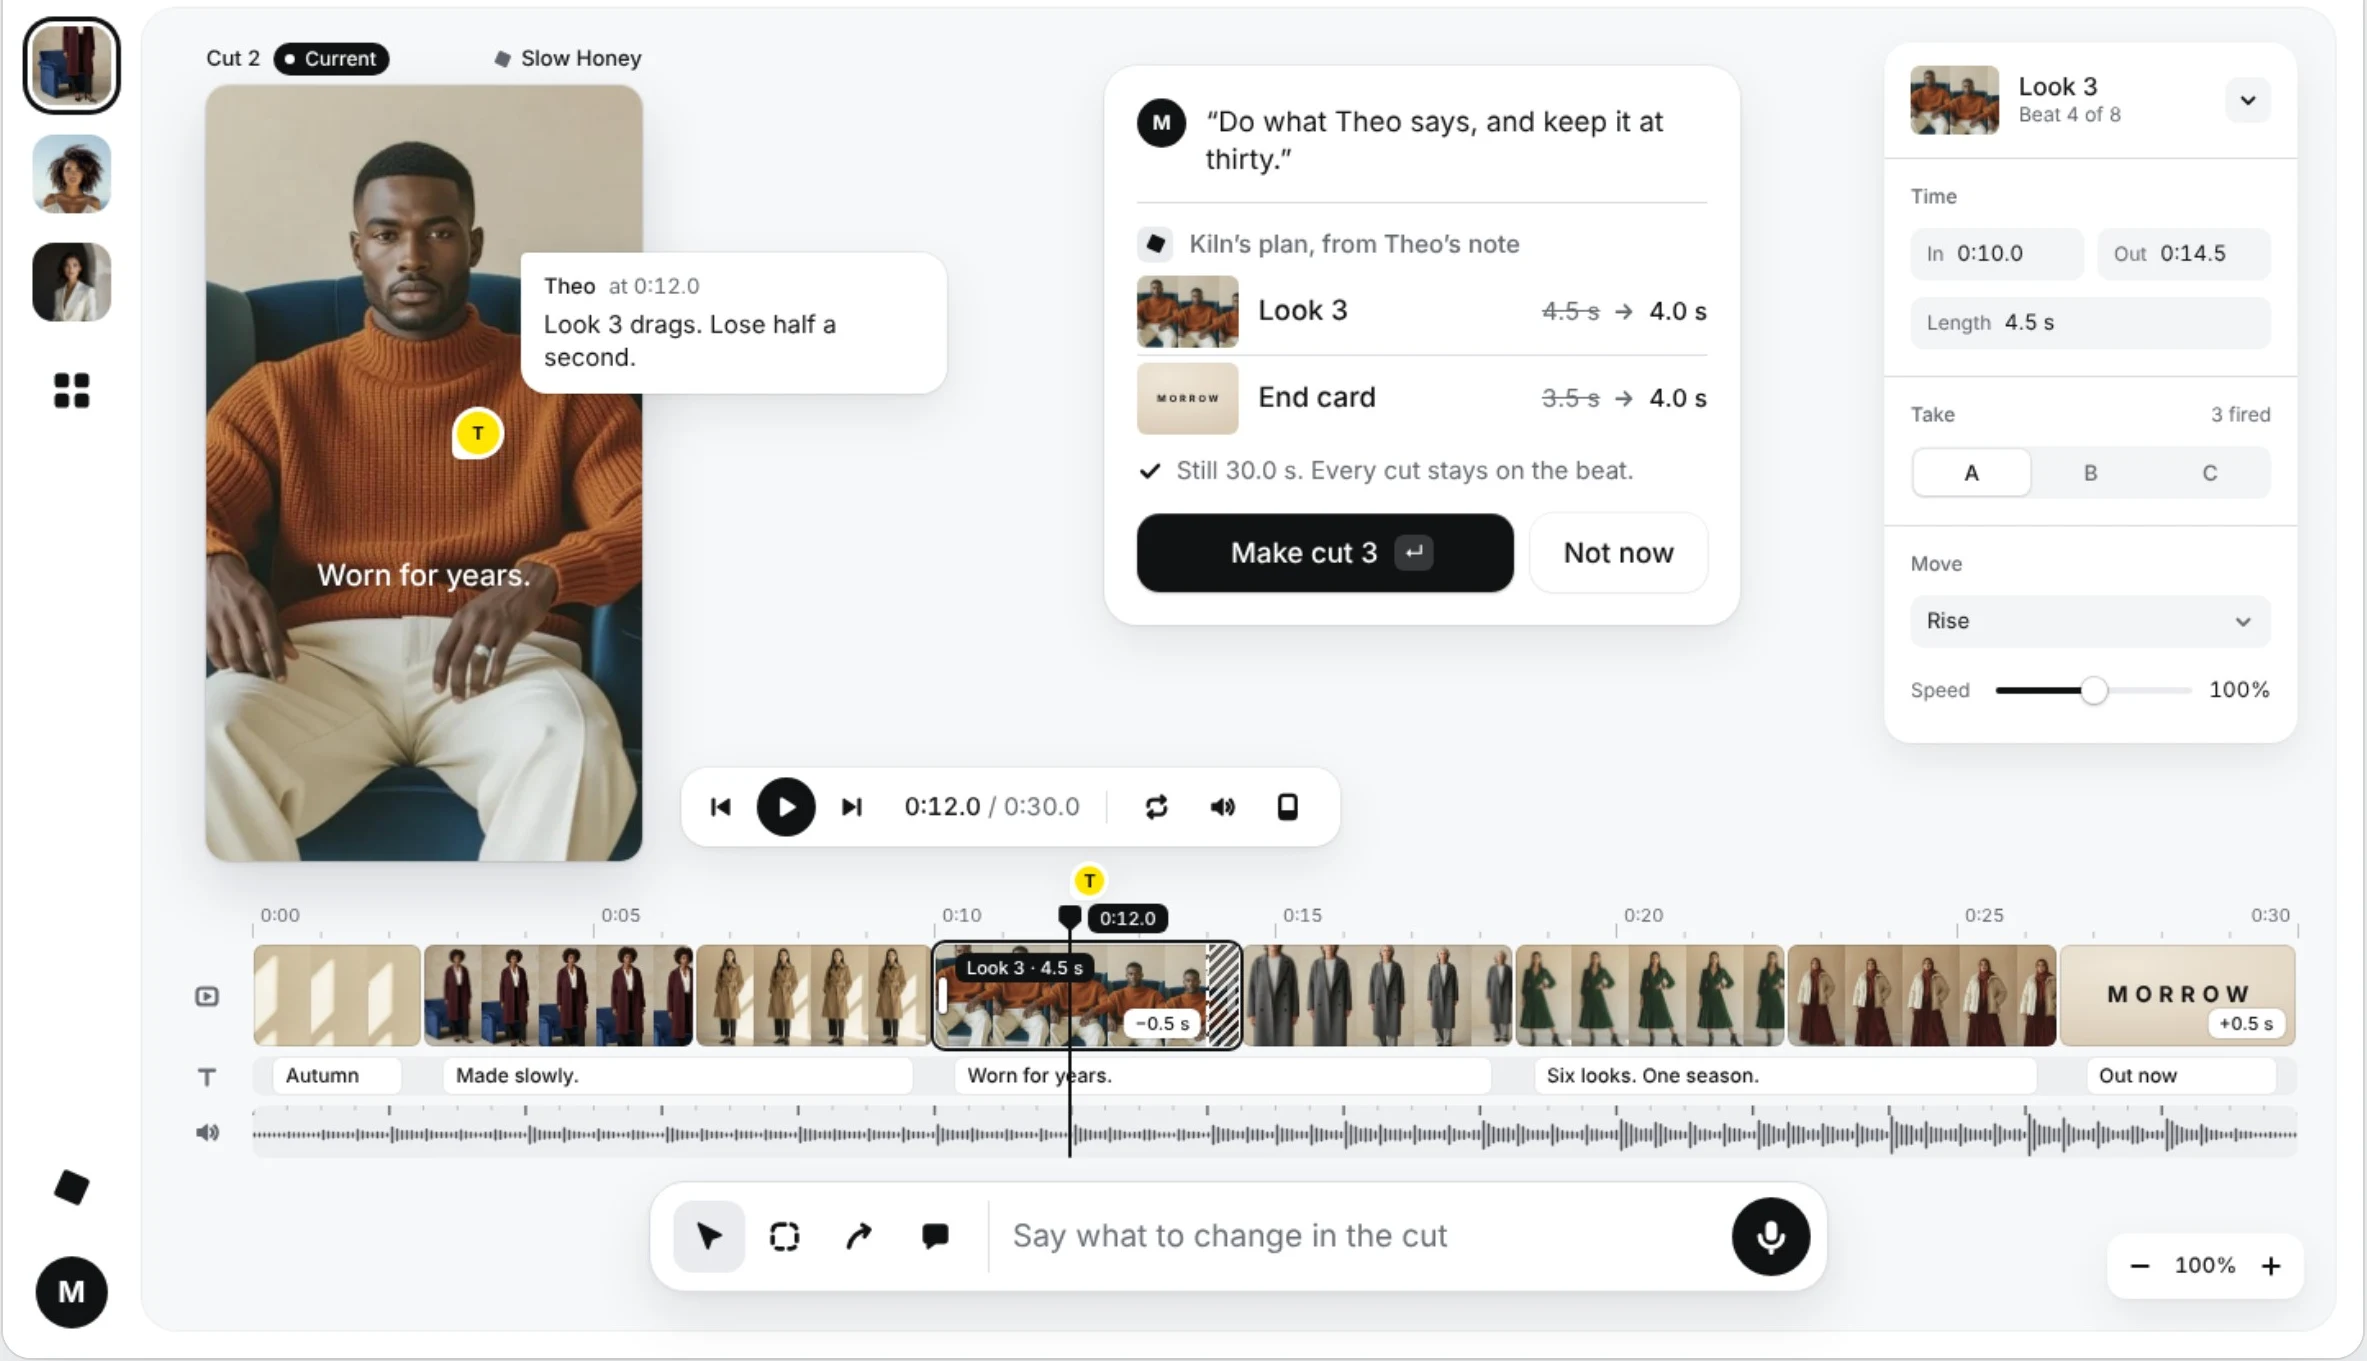 Cut 2
Current
Slow Honey
Theo at 0:12.0
Look 3 drags. Lose half a
second.
T
Worn for years.
M
“Do what Theo says, and keep it at
thirty.”
Kiln’s plan, from Theo’s note
Look 3 4.5 s → 4.0 s
MORROW
End card 3.5 s → 4.0 s
Still 30.0 s. Every cut stays on the beat.
Make cut 3
Not now
Look 3
Beat 4 of 8
Time
In 0:10.0
Out 0:14.5
Length 4.5 s
Take 3 fired
A B C
Move
Rise
Speed 100%
0:12.0 / 0:30.0
T
0:00 0:05 0:10 0:12.0 0:15 0:20 0:25 0:30
Look 3 · 4.5 s
−0.5 s
MORROW
+0.5 s
T
Autumn
Made slowly.
Worn for years.
Six looks. One season.
Out now
Say what to change in the cut
100%
M